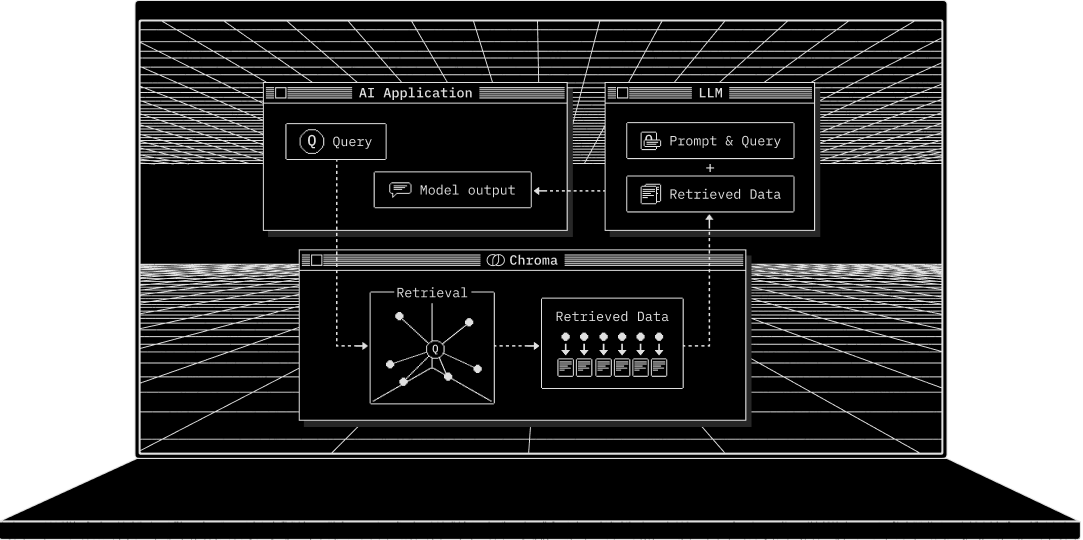 AI Application
Q Query
Model output
LLM
Prompt & Query
+
Retrieved Data
Chroma
Retrieval
Q
Retrieved Data